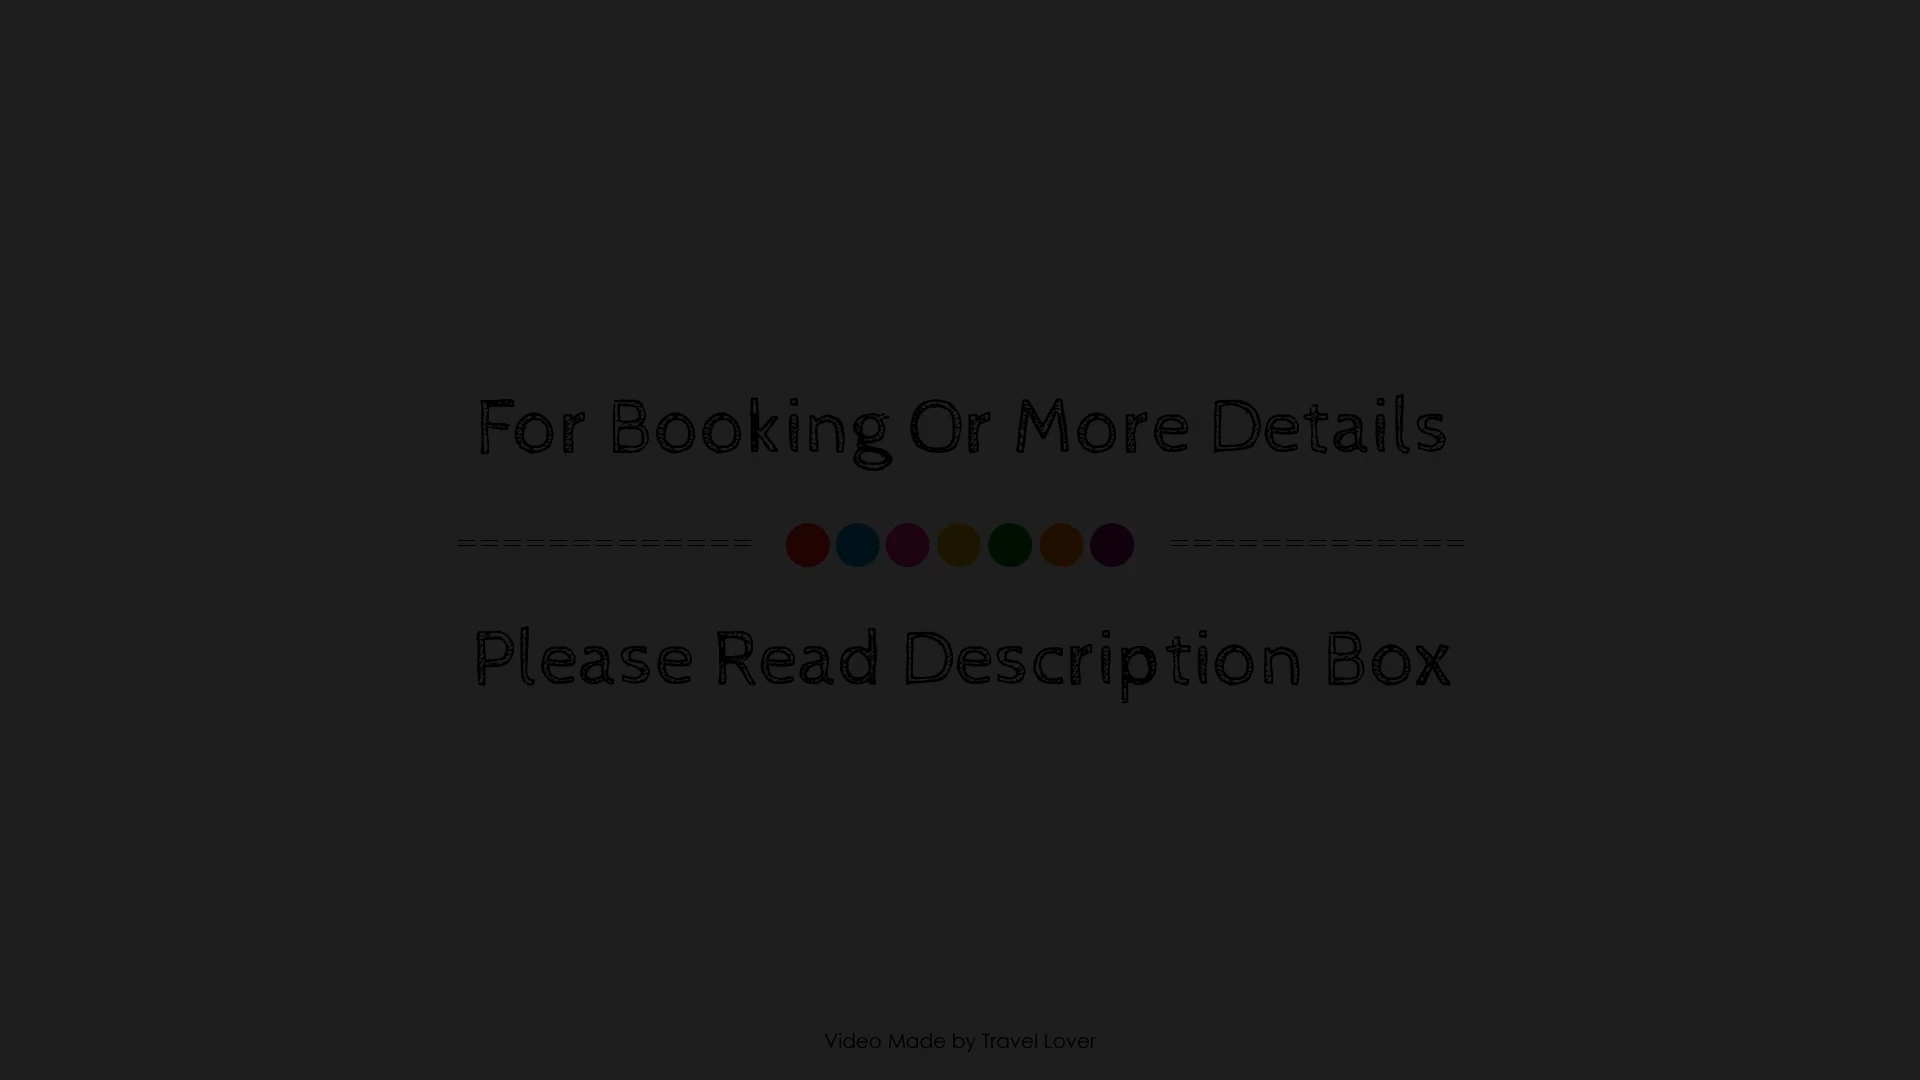 For Booking Or More Details
============= =============
Please Read Description Box
Video Made by Travel Lover